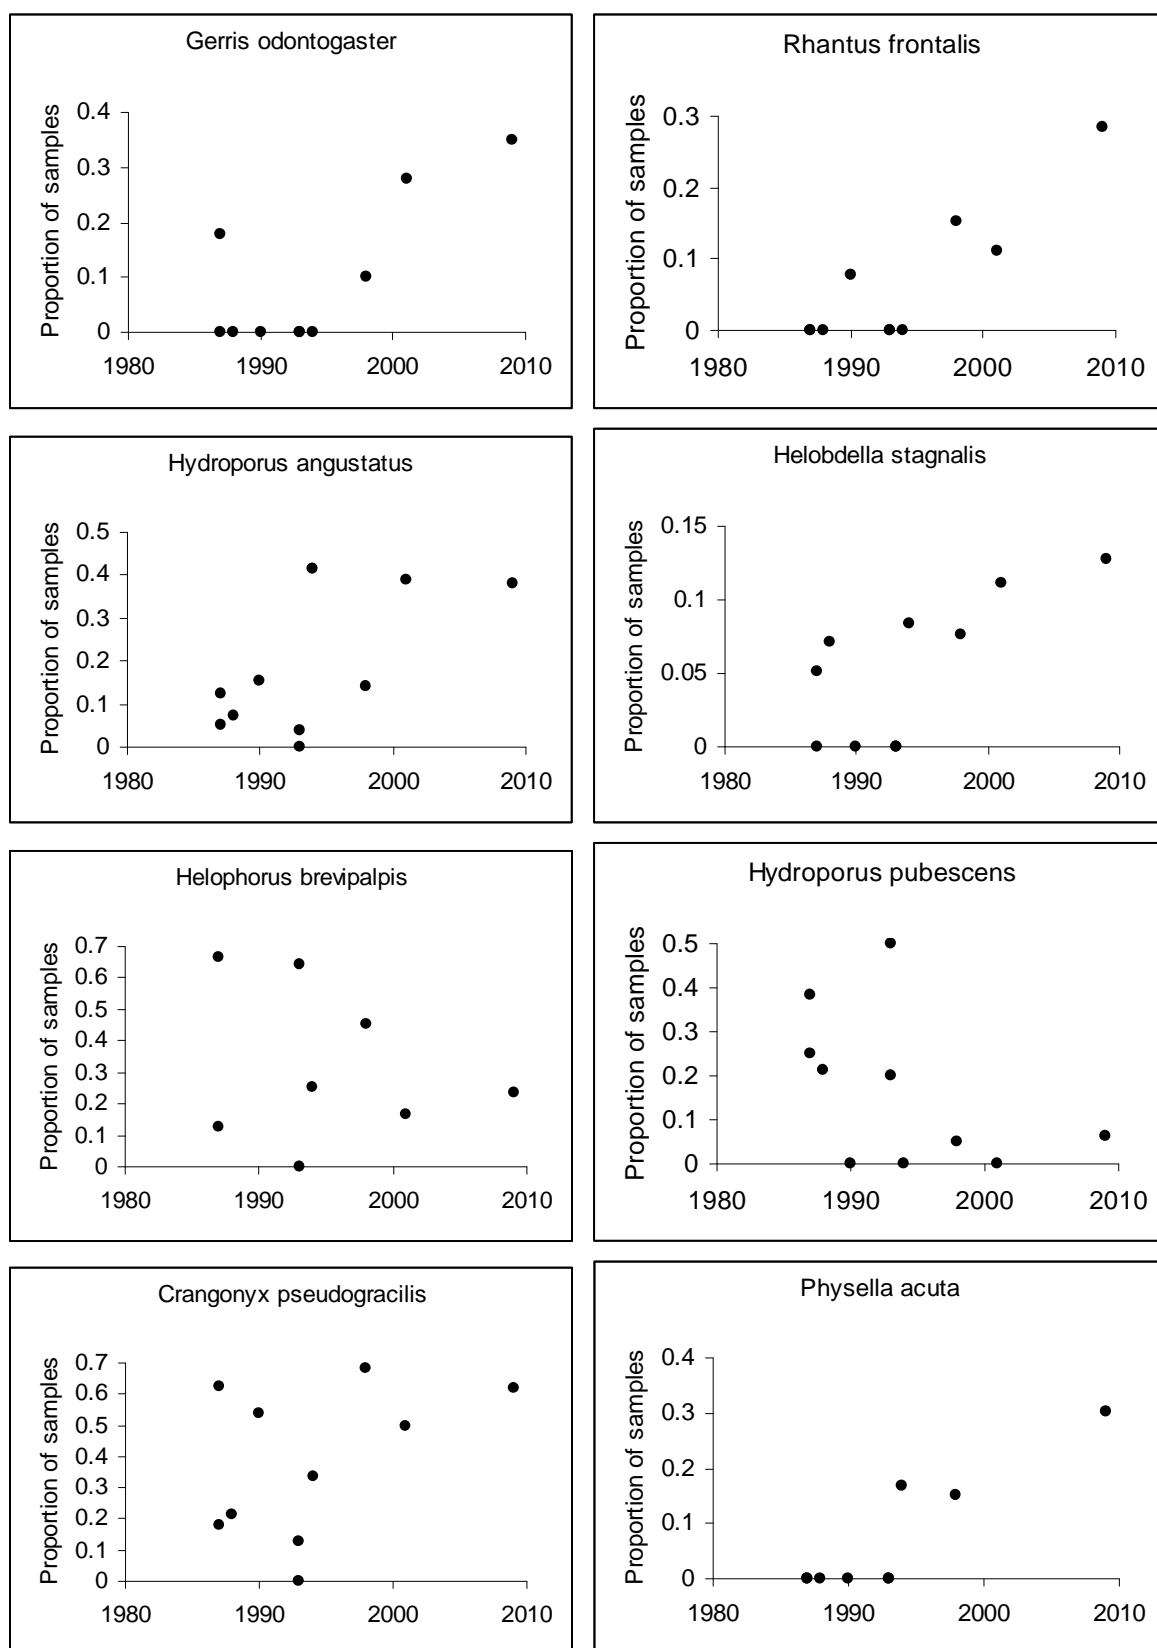 Gerris odontogaster
Proportion of samples
0.4
0.3
0.2
0.1
0
1980 1990 2000 2010
Rhantus frontalis
Proportion of samples
0.3
0.2
0.1
0
1980 1990 2000 2010
Hydroporus angustatus
Proportion of samples
0.5
0.4
0.3
0.2
0.1
0
1980 1990 2000 2010
Helobdella stagnalis
Proportion of samples
0.15
0.1
0.05
0
1980 1990 2000 2010
Helophorus brevipalpis
Proportion of samples
0.7
0.6
0.5
0.4
0.3
0.2
0.1
0
1980 1990 2000 2010
Hydroporus pubescens
Proportion of samples
0.5
0.4
0.3
0.2
0.1
0
1980 1990 2000 2010
Crangonyx pseudogracilis
Proportion of samples
0.7
0.6
0.5
0.4
0.3
0.2
0.1
0
1980 1990 2000 2010
Physella acuta
Proportion of samples
0.4
0.3
0.2
0.1
0
1980 1990 2000 2010